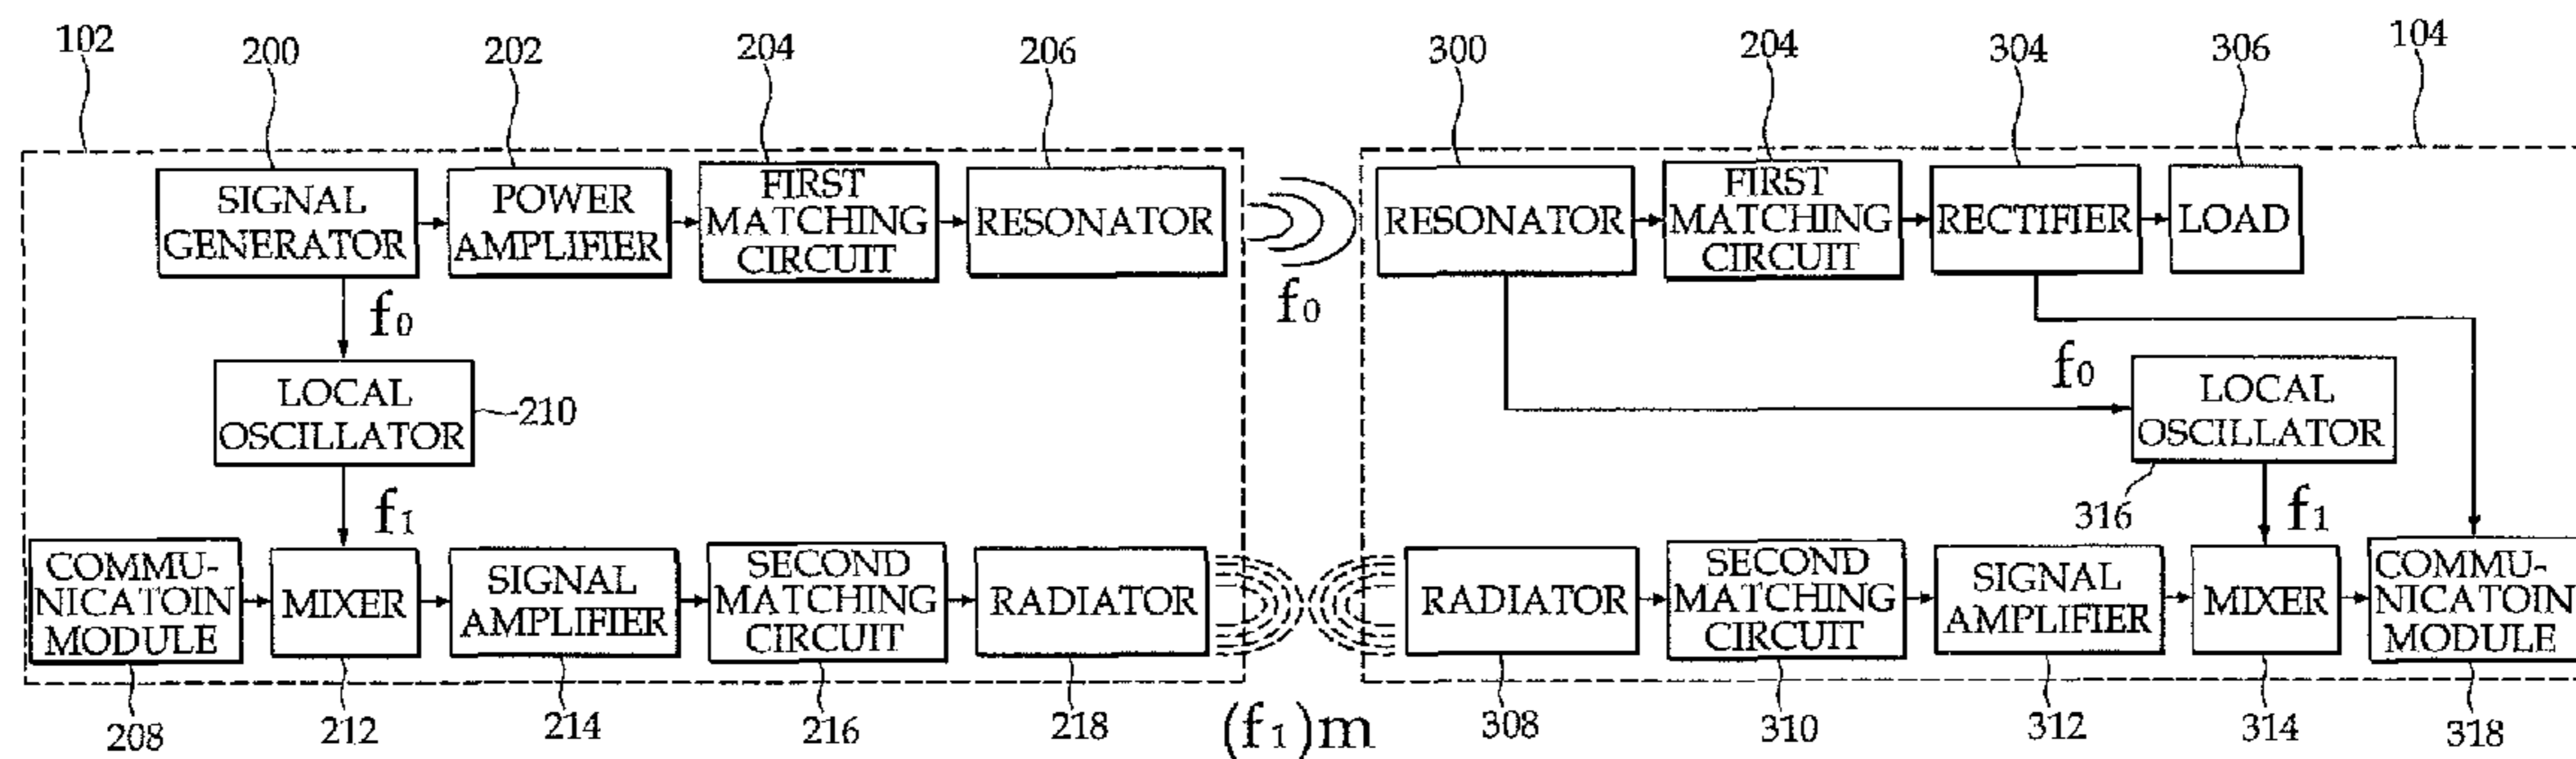 102
200
202
204
206
300
204
304
306
104
SIGNAL
GENERATOR
POWER
AMPLIFIER
FIRST
MATCHING
CIRCUIT
RESONATOR
RESONATOR
FIRST
MATCHING
CIRCUIT
RECTIFIER
LOAD
f0
f0
f0
LOCAL
OSCILLATOR
210
LOCAL
OSCILLATOR
316
f1
f1
COMMU-
NICATOIN
MODULE
MIXER
SIGNAL
AMPLIFIER
SECOND
MATCHING
CIRCUIT
RADIATOR
RADIATOR
SECOND
MATCHING
CIRCUIT
SIGNAL
AMPLIFIER
MIXER
COMMU-
NICATOIN
MODULE
208
212
214
216
218
(f1)m
308
310
312
314
318